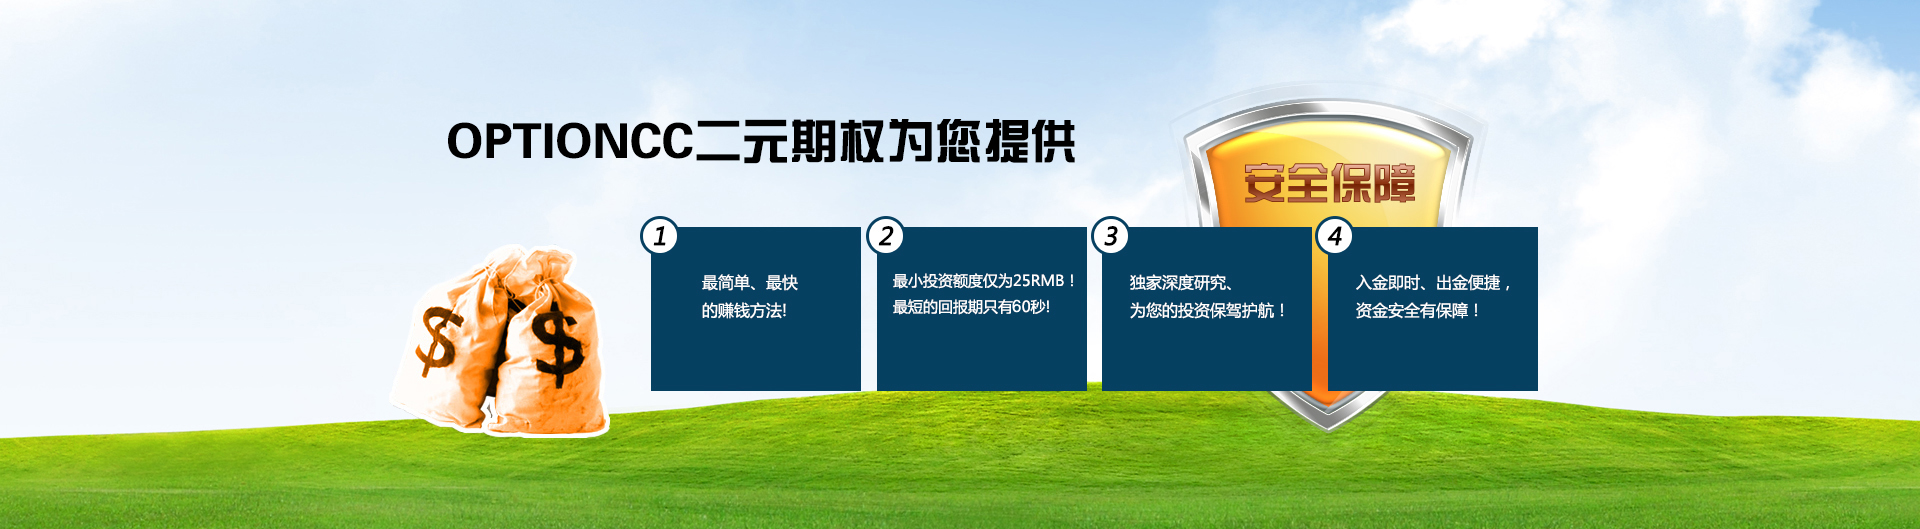 OPTIONCC二元期权为您提供
安全保障
1
最简单、最快
的赚钱方法!
2
最小投资额度仅为25RMB！
最短的回报期只有60秒!
3
独家深度研究、
为您的投资保驾护航！
4
入金即时、出金便捷，
资金安全有保障！
$
$